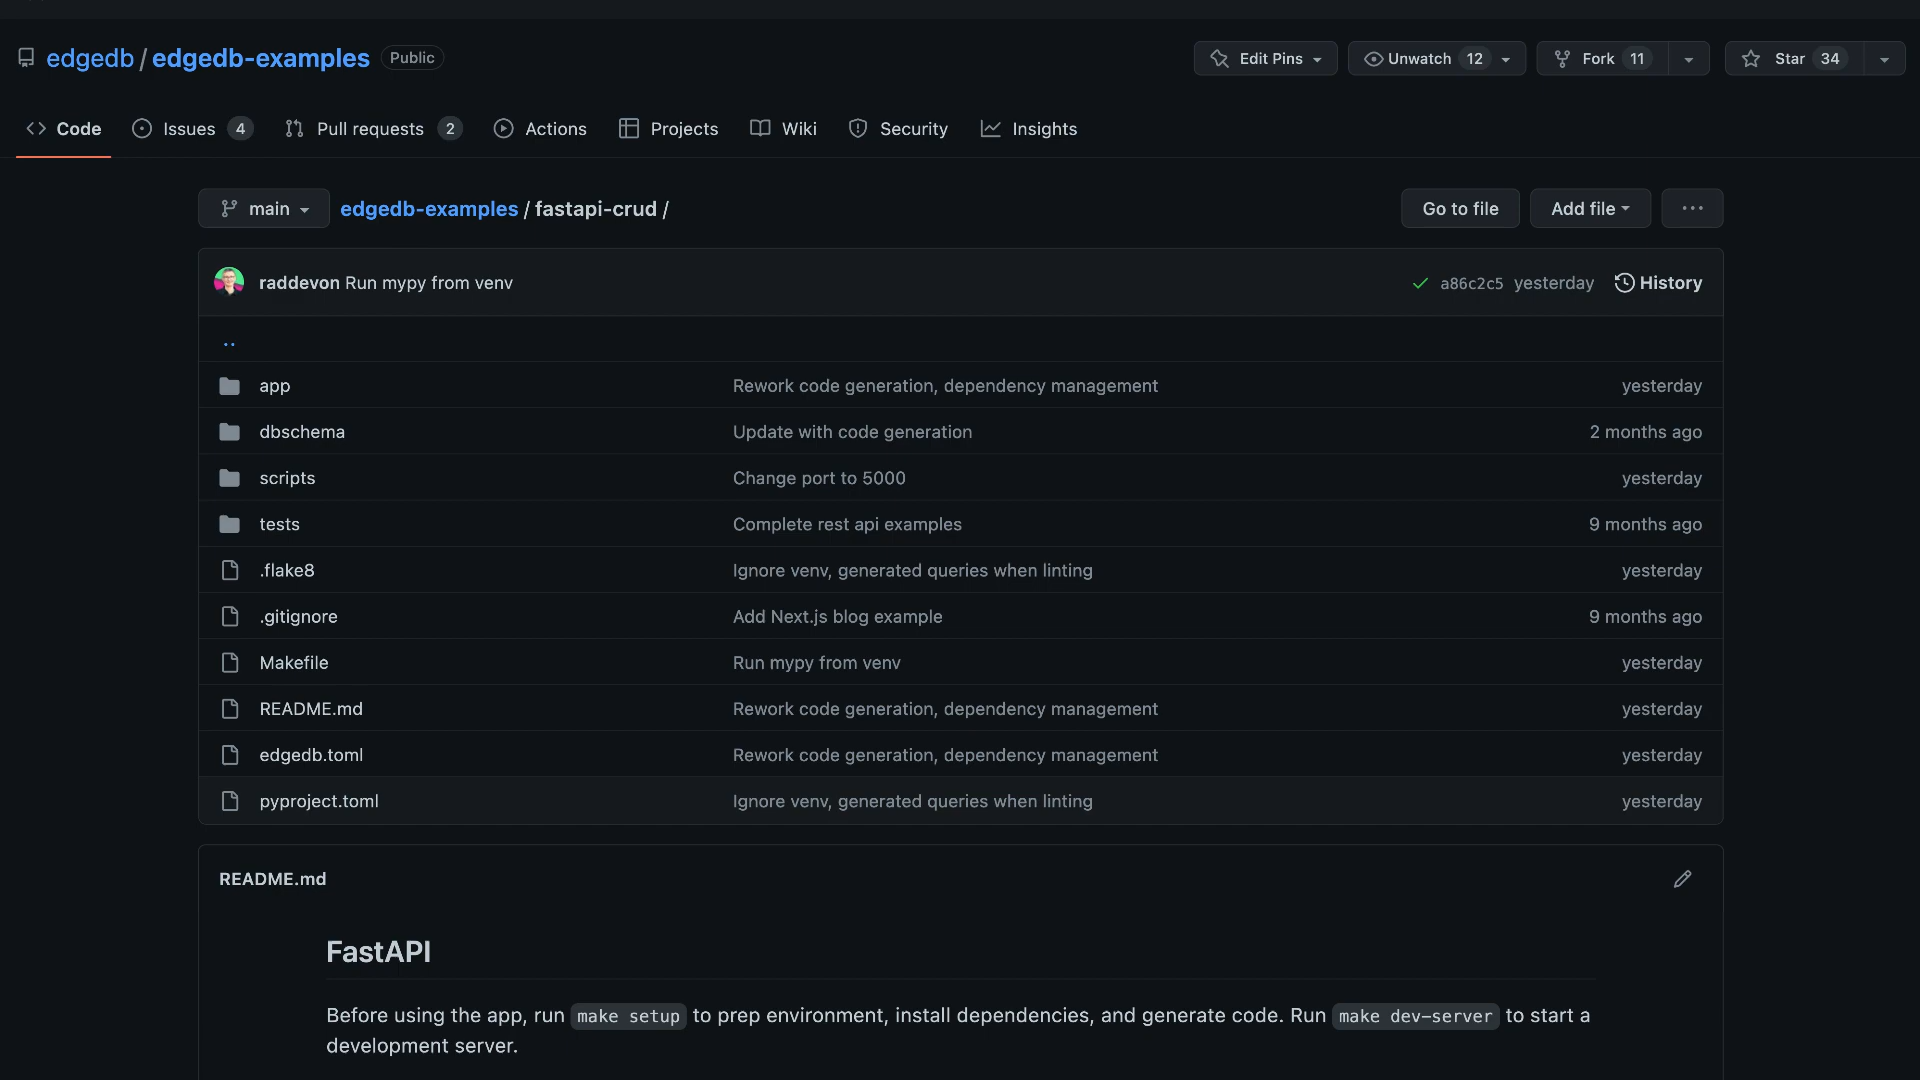 edgedb / edgedb-examples Public
Edit Pins Unwatch 12 Fork 11 Star 34
Code Issues 4 Pull requests 2 Actions Projects Wiki Security Insights
main edgedb-examples / fastapi-crud /
Go to file Add file ...
raddevon Run mypy from venv a86c2c5 yesterday History
..
app Rework code generation, dependency management yesterday
dbschema Update with code generation 2 months ago
scripts Change port to 5000 yesterday
tests Complete rest api examples 9 months ago
.flake8 Ignore venv, generated queries when linting yesterday
.gitignore Add Next.js blog example 9 months ago
Makefile Run mypy from venv yesterday
README.md Rework code generation, dependency management yesterday
edgedb.toml Rework code generation, dependency management yesterday
pyproject.toml Ignore venv, generated queries when linting yesterday
README.md
FastAPI
Before using the app, run make setup to prep environment, install dependencies, and generate code. Run make dev-server to start a
development server.